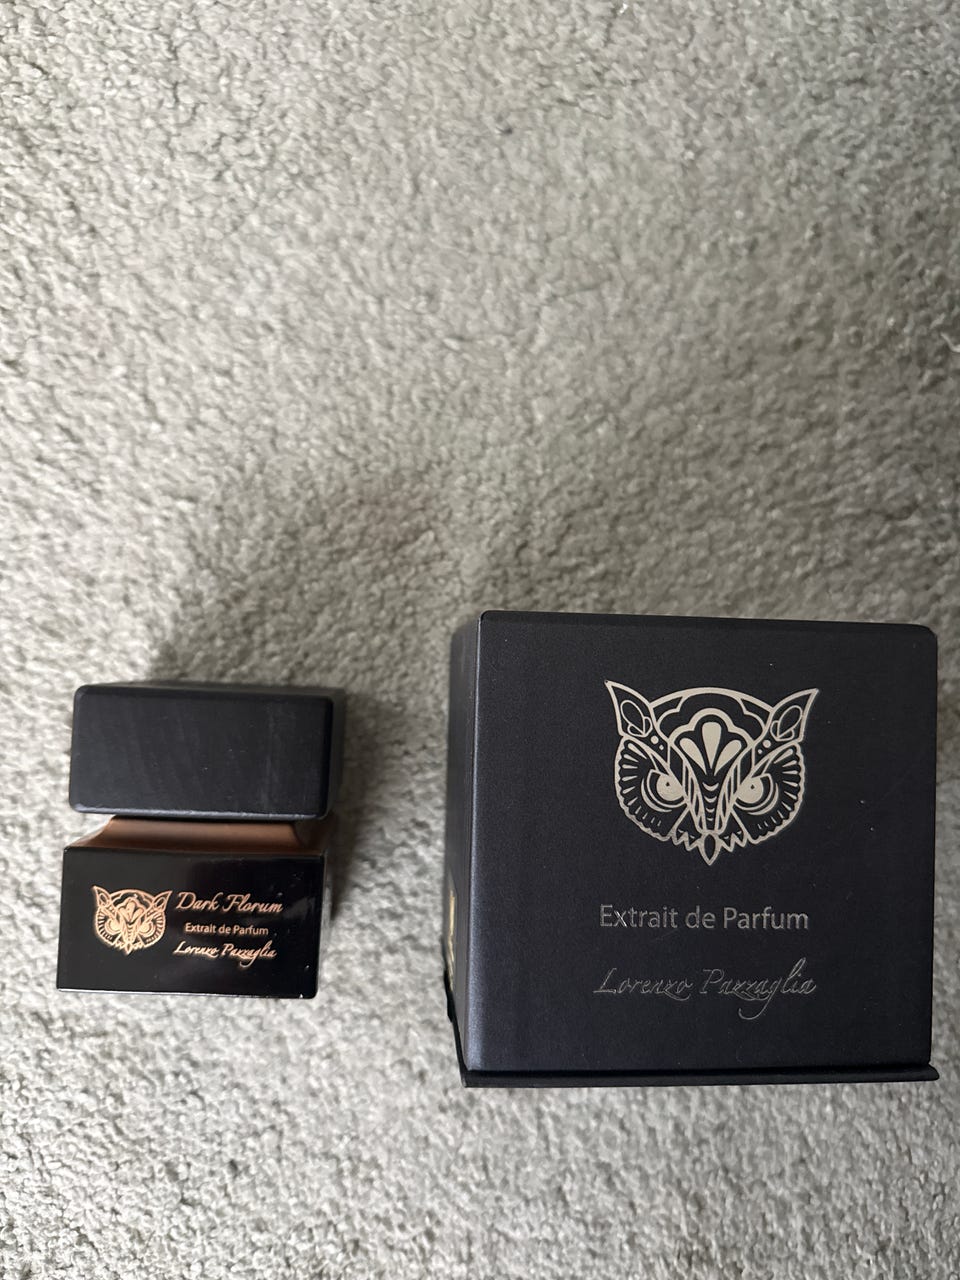 Dark Florum
Extrait de Parfum
Lorenzo Pazzaglia
Extrait de Parfum
Lorenzo Pazzaglia